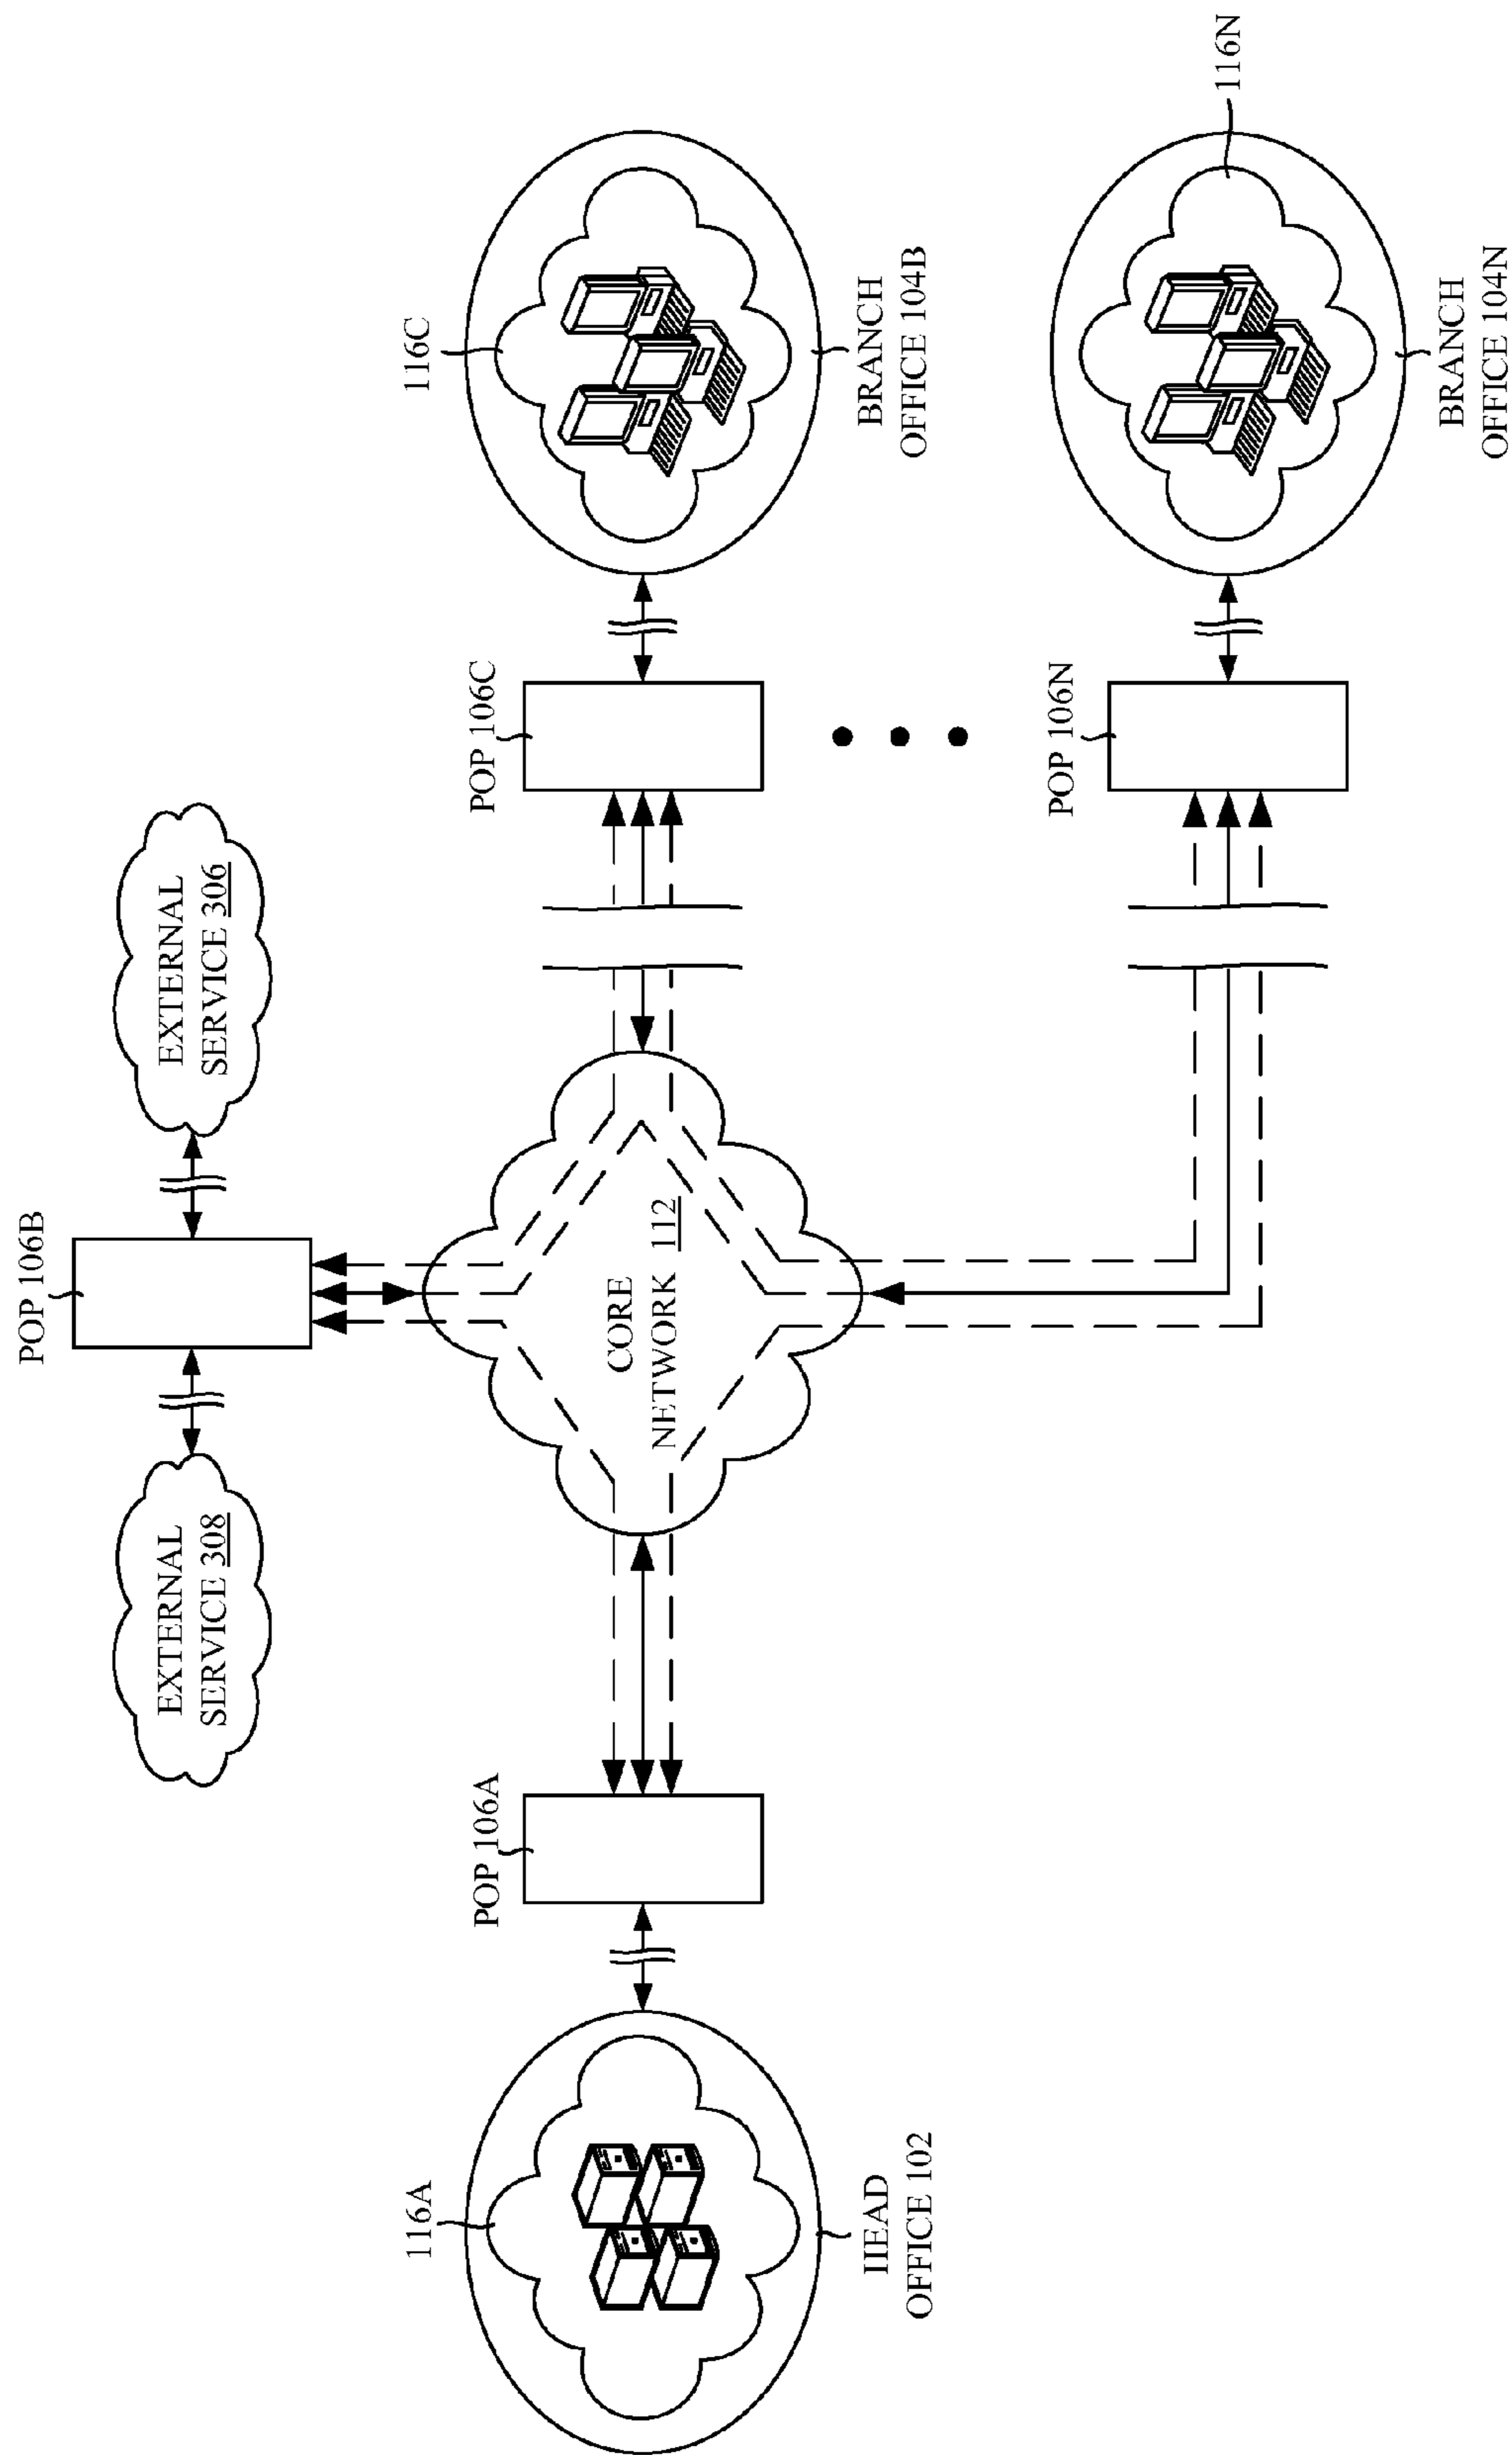 EXTERNAL
SERVICE 308
POP 106B
EXTERNAL
SERVICE 306
116A
HEAD
OFFICE 102
POP 106A
CORE
NETWORK 112
POP 106C
116C
BRANCH
OFFICE 104B
POP 106N
116N
BRANCH
OFFICE 104N